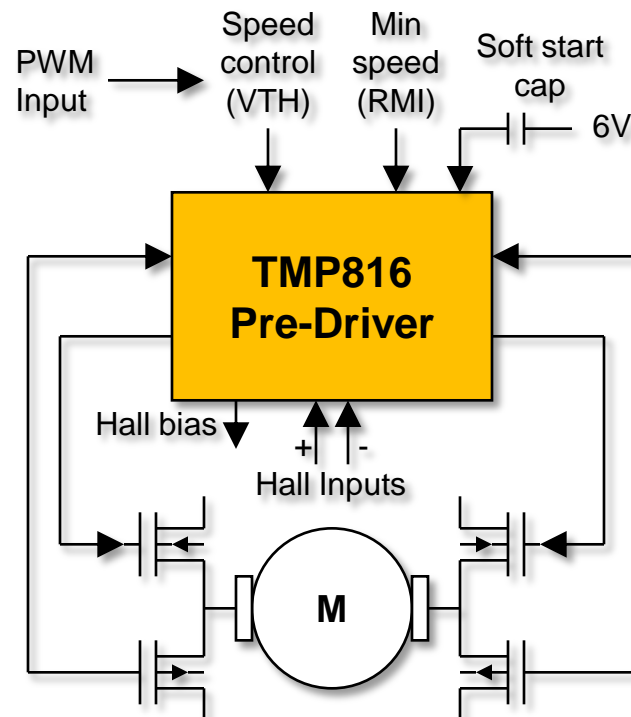 PWM
Input
Speed
control
(VTH)
Min
speed
(RMI)
Soft start
cap
6V
TMP816
Pre-Driver
Hall bias
+ -
Hall Inputs
M